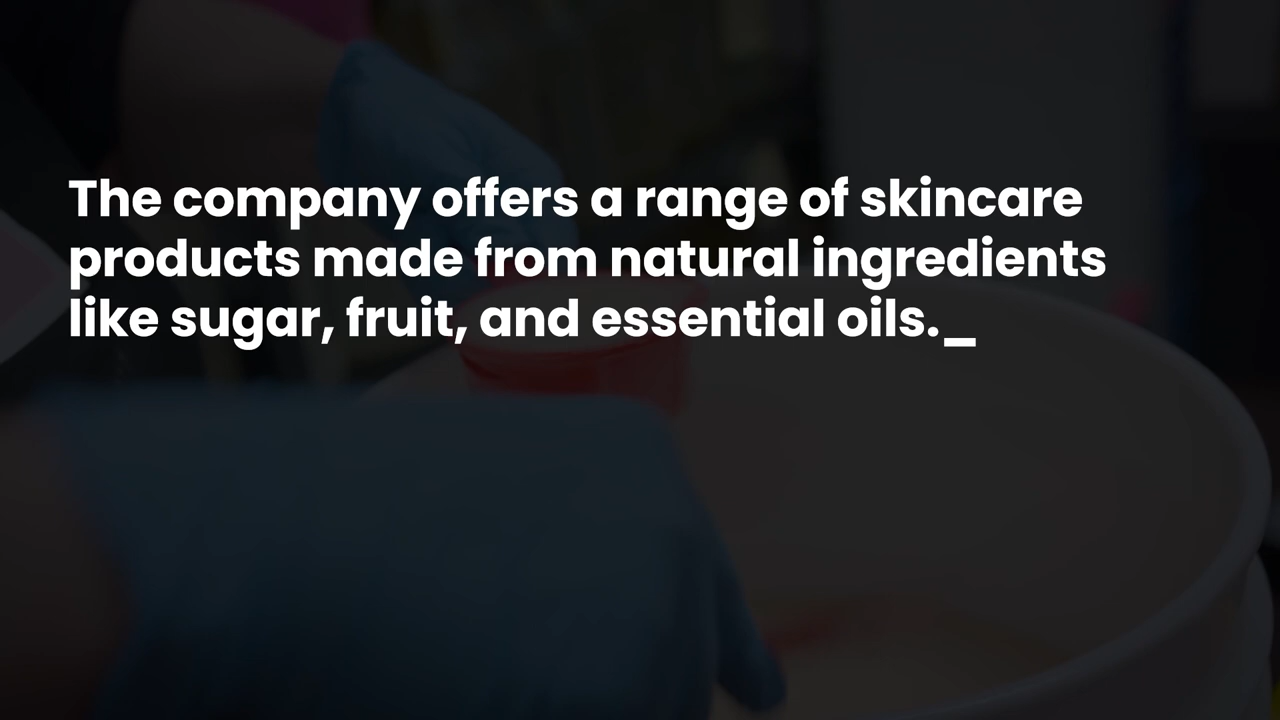 The company offers a range of skincare
products made from natural ingredients
like sugar, fruit, and essential oils._